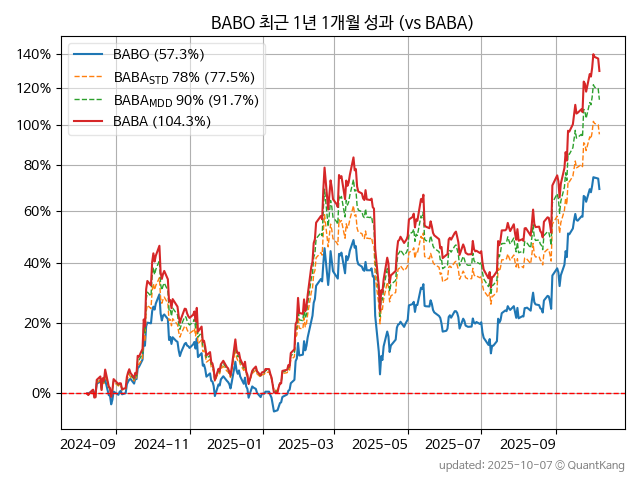 BABO 최근 1년 1개월 성과 (vs BABA)
140%
120%
100%
80%
60%
40%
20%
0%
BABO (57.3%)
BABA_STD 78% (77.5%)
BABA_MDD 90% (91.7%)
BABA (104.3%)
2024-09 2024-11 2025-01 2025-03 2025-05 2025-07 2025-09
updated: 2025-10-07 © QuantKang